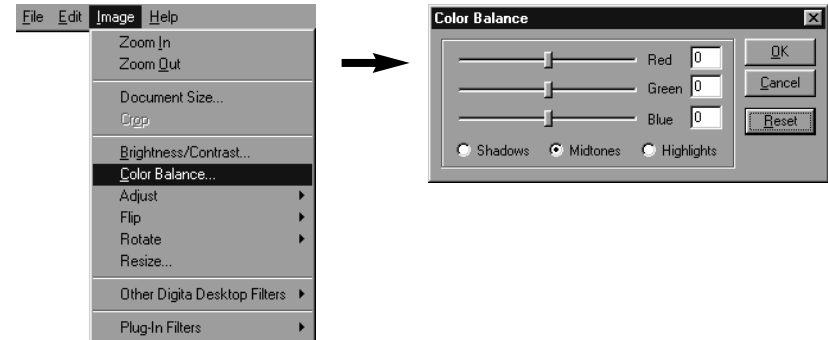 File Edit Image Help
Zoom In
Zoom Out
Document Size...
Crop
Brightness/Contrast...
Color Balance...
Adjust
Flip
Rotate
Resize...
Other Digita Desktop Filters
Plug-In Filters
Color Balance
Red 0
Green 0
Blue 0
Shadows Midtones Highlights
OK
Cancel
Reset